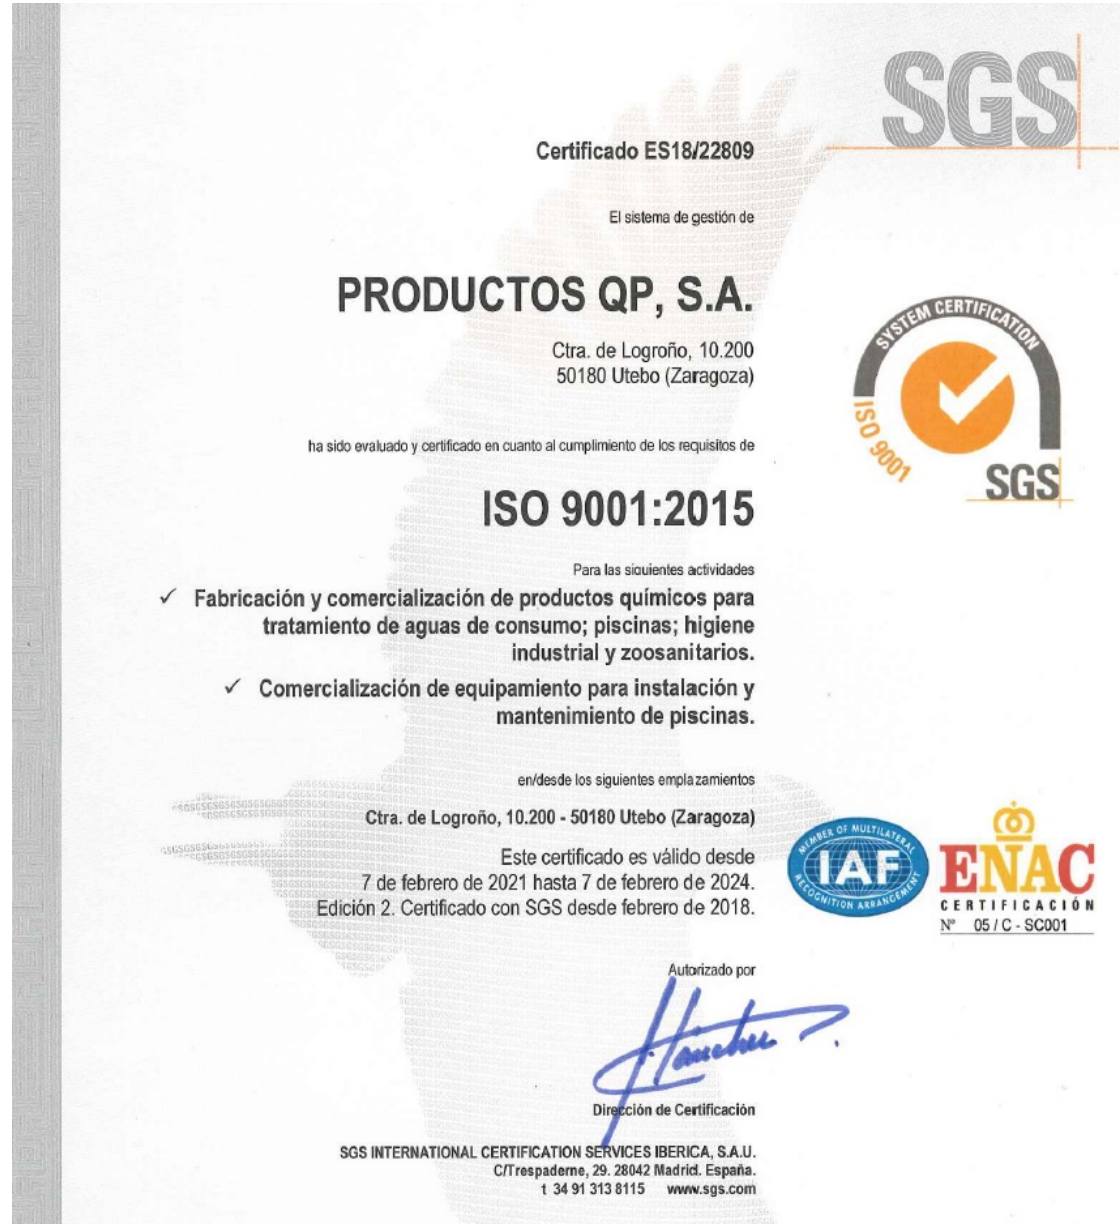 SGS
Certificado ES18/22809
El sistema de gestión de
PRODUCTOS QP, S.A.
Ctra. de Logroño, 10.200
50180 Utebo (Zaragoza)
SYSTEM CERTIFICATION
ISO 9001
SGS
ha sido evaluado y certificado en cuanto al cumplimiento de los requisitos de
ISO 9001:2015
Para las siguientes actividades
✓ Fabricación y comercialización de productos químicos para
tratamiento de aguas de consumo; piscinas; higiene
industrial y zoosanitarios.
✓ Comercialización de equipamiento para instalación y
mantenimiento de piscinas.
en/desde los siguientes emplazamientos
Ctra. de Logroño, 10.200 - 50180 Utebo (Zaragoza)
Este certificado es válido desde
7 de febrero de 2021 hasta 7 de febrero de 2024.
Edición 2. Certificado con SGS desde febrero de 2018.
MEMBER OF MULTILATERAL
IAF
RECOGNITION ARRANGEMENT
ENAC
CERTIFICACIÓN
Nº 05 / C - SC001
Autorizado por
Dirección de Certificación
SGS INTERNATIONAL CERTIFICATION SERVICES IBERICA, S.A.U.
C/Trespaderne, 29. 28042 Madrid. España.
t 34 91 313 8115 www.sgs.com